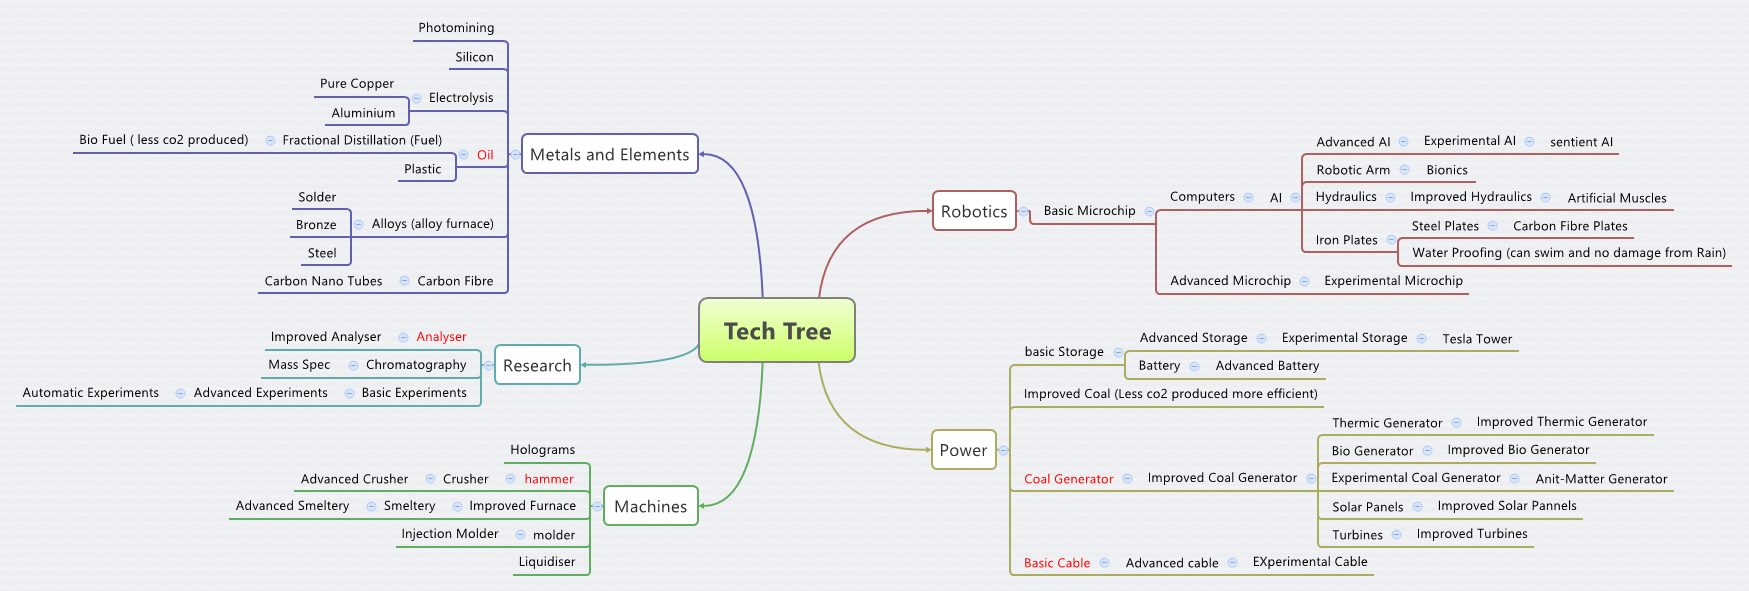 Tech Tree
Metals and Elements
Photomining
Silicon
Electrolysis
Pure Copper
Aluminium
Oil
Fractional Distillation (Fuel)
Bio Fuel ( less co2 produced)
Plastic
Alloys (alloy furnace)
Solder
Bronze
Steel
Carbon Fibre
Carbon Nano Tubes
Research
Analyser
Improved Analyser
Chromatography
Mass Spec
Basic Experiments
Advanced Experiments
Automatic Experiments
Machines
Holograms
hammer
Crusher
Advanced Crusher
Improved Furnace
Smeltery
Advanced Smeltery
molder
Injection Molder
Liquidiser
Robotics
Basic Microchip
Computers
AI
Advanced AI
Experimental AI
sentient AI
Robotic Arm
Bionics
Hydraulics
Improved Hydraulics
Artificial Muscles
Iron Plates
Steel Plates
Carbon Fibre Plates
Water Proofing (can swim and no damage from Rain)
Advanced Microchip
Experimental Microchip
Power
basic Storage
Advanced Storage
Experimental Storage
Tesla Tower
Battery
Advanced Battery
Improved Coal (Less co2 produced more efficient)
Coal Generator
Improved Coal Generator
Thermic Generator
Improved Thermic Generator
Bio Generator
Improved Bio Generator
Experimental Coal Generator
Anit-Matter Generator
Solar Panels
Improved Solar Pannels
Turbines
Improved Turbines
Basic Cable
Advanced cable
EXperimental Cable